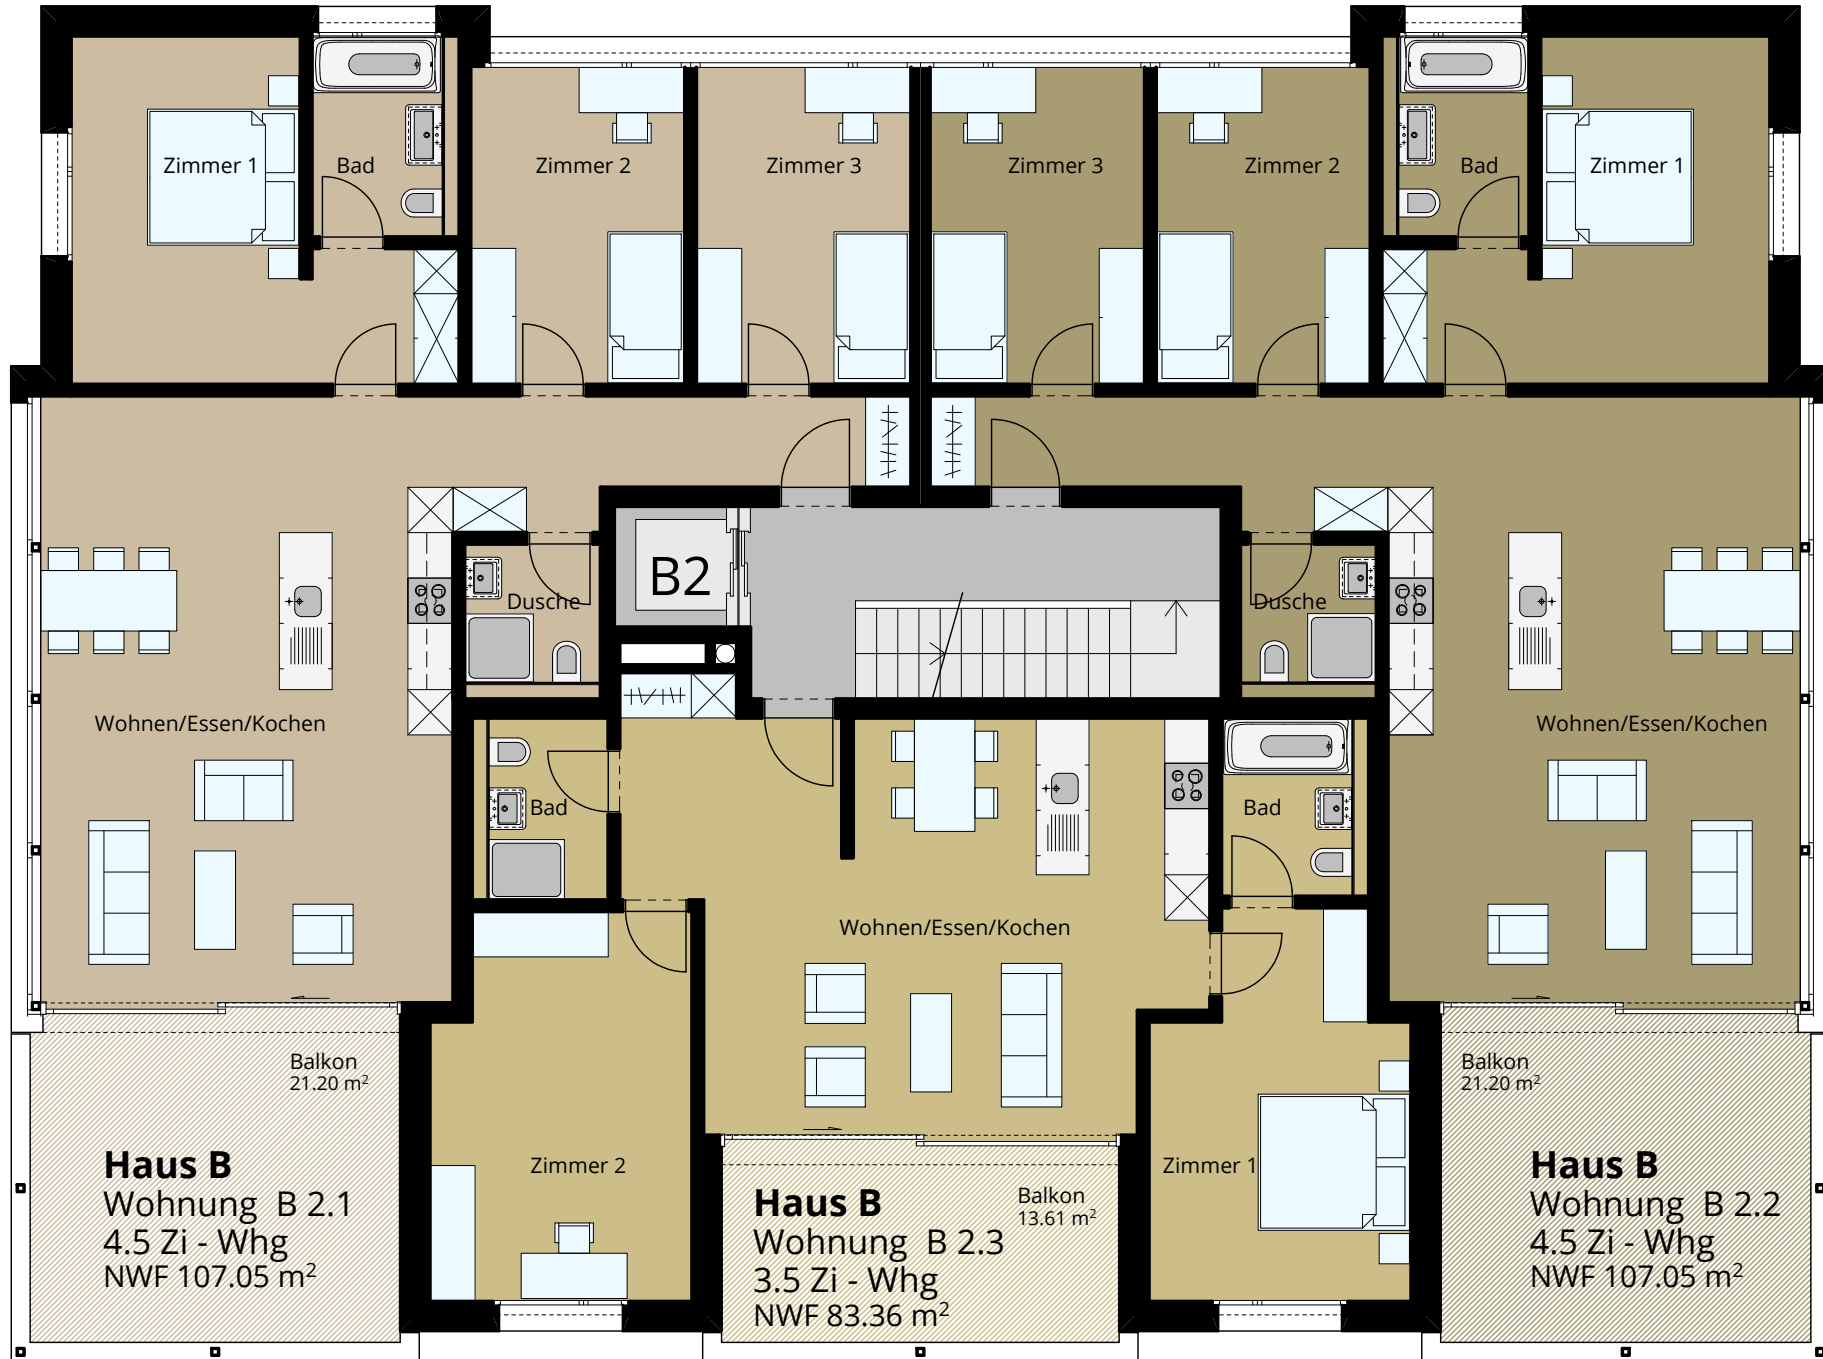 Zimmer 1
Bad
Zimmer 2
Zimmer 3
Zimmer 3
Zimmer 2
Bad
Zimmer 1
B2
Dusche
Dusche
Wohnen/Essen/Kochen
Wohnen/Essen/Kochen
Bad
Bad
Wohnen/Essen/Kochen
Balkon
21.20 m²
Balkon
21.20 m²
Haus B
Wohnung B 2.1
4.5 Zi - Whg
NWF 107.05 m²
Zimmer 2
Haus B
Wohnung B 2.3
3.5 Zi - Whg
NWF 83.36 m²
Balkon
13.61 m²
Zimmer 1
Haus B
Wohnung B 2.2
4.5 Zi - Whg
NWF 107.05 m²